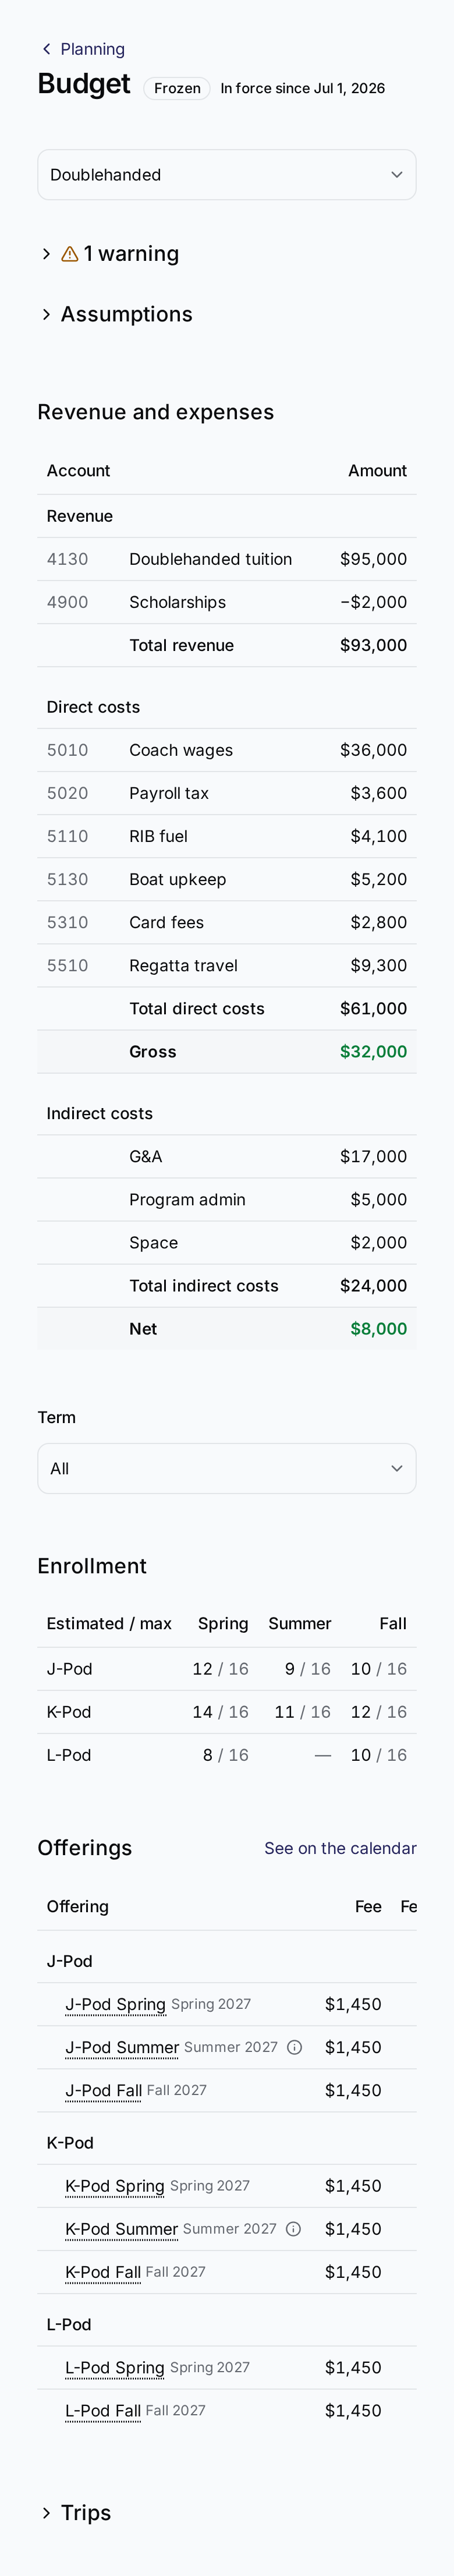 Planning
Budget Frozen In force since Jul 1, 2026
Doublehanded
1 warning
Assumptions
Revenue and expenses
Account Amount
Revenue
4130 Doublehanded tuition $95,000
4900 Scholarships −$2,000
Total revenue $93,000
Direct costs
5010 Coach wages $36,000
5020 Payroll tax $3,600
5110 RIB fuel $4,100
5130 Boat upkeep $5,200
5310 Card fees $2,800
5510 Regatta travel $9,300
Total direct costs $61,000
Gross $32,000
Indirect costs
G&A $17,000
Program admin $5,000
Space $2,000
Total indirect costs $24,000
Net $8,000
Term
All
Enrollment
Estimated / max Spring Summer Fall
J-Pod 12 / 16 9 / 16 10 / 16
K-Pod 14 / 16 11 / 16 12 / 16
L-Pod 8 / 16 — 10 / 16
Offerings See on the calendar
Offering Fee Fe
J-Pod
J-Pod Spring Spring 2027 $1,450
J-Pod Summer Summer 2027 $1,450
J-Pod Fall Fall 2027 $1,450
K-Pod
K-Pod Spring Spring 2027 $1,450
K-Pod Summer Summer 2027 $1,450
K-Pod Fall Fall 2027 $1,450
L-Pod
L-Pod Spring Spring 2027 $1,450
L-Pod Fall Fall 2027 $1,450
Trips